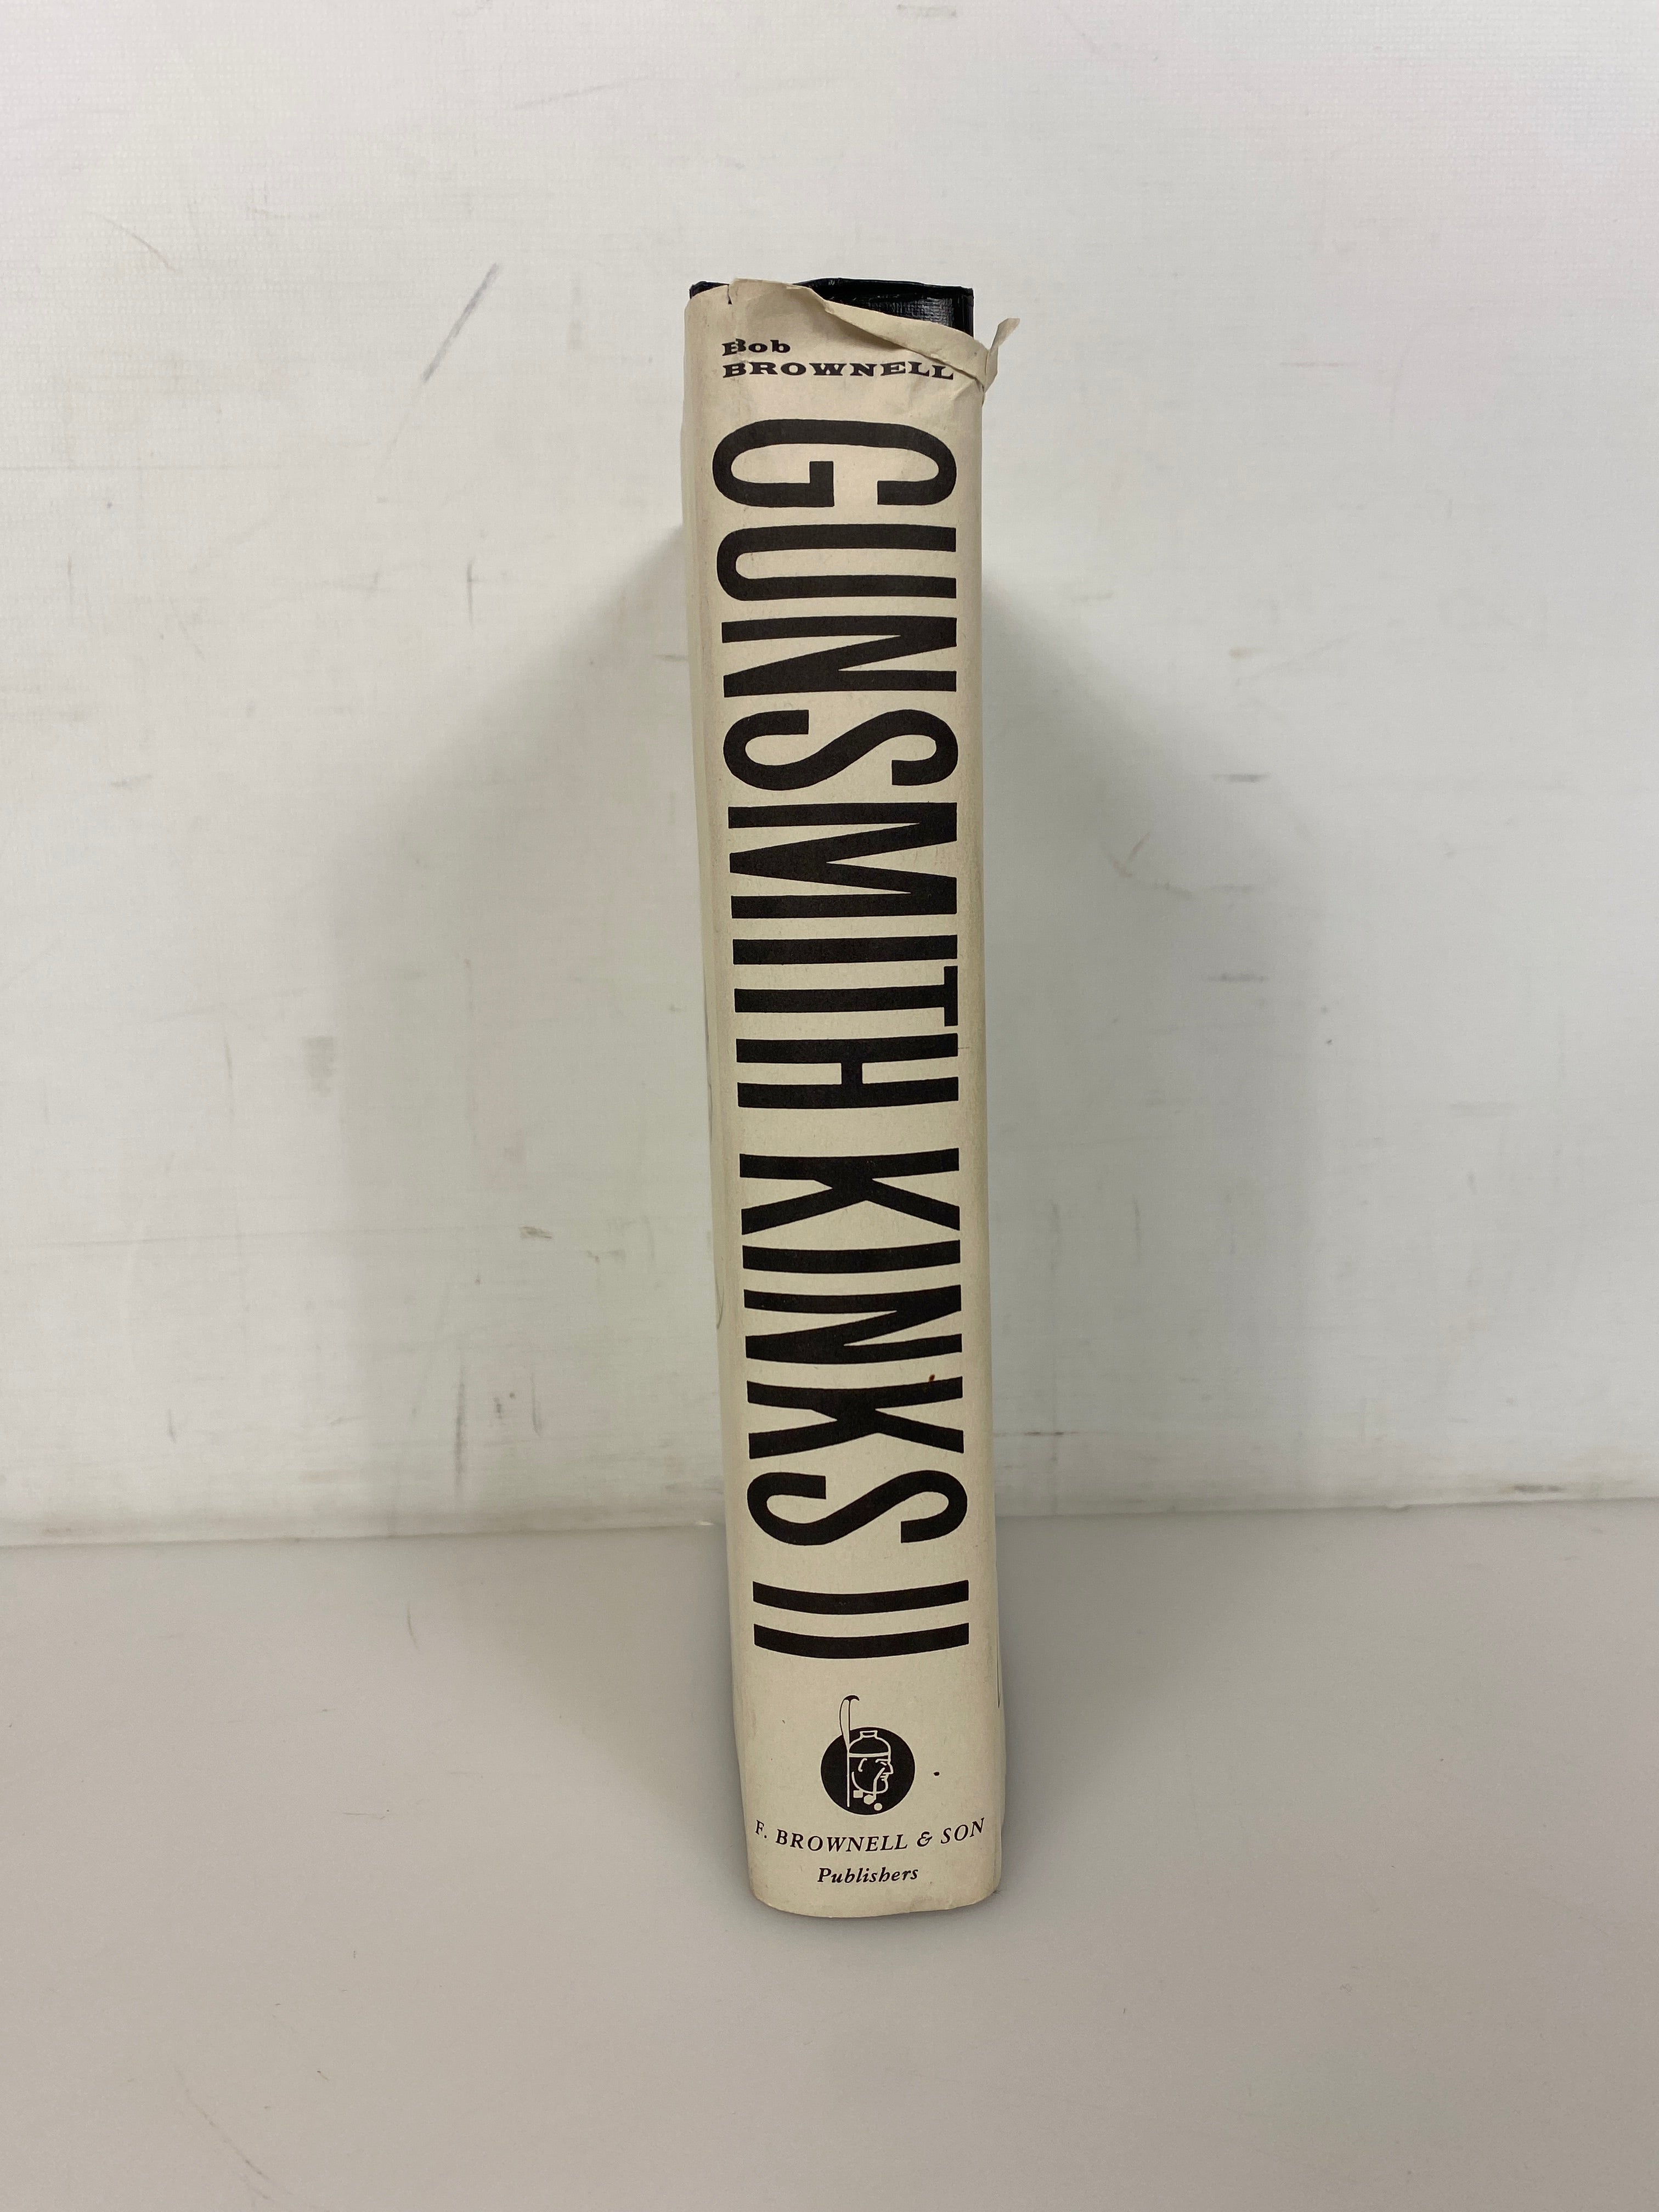 Bob
BROWNELL
GUNSMITH KINKS II
F. BROWNELL & SON
Publishers